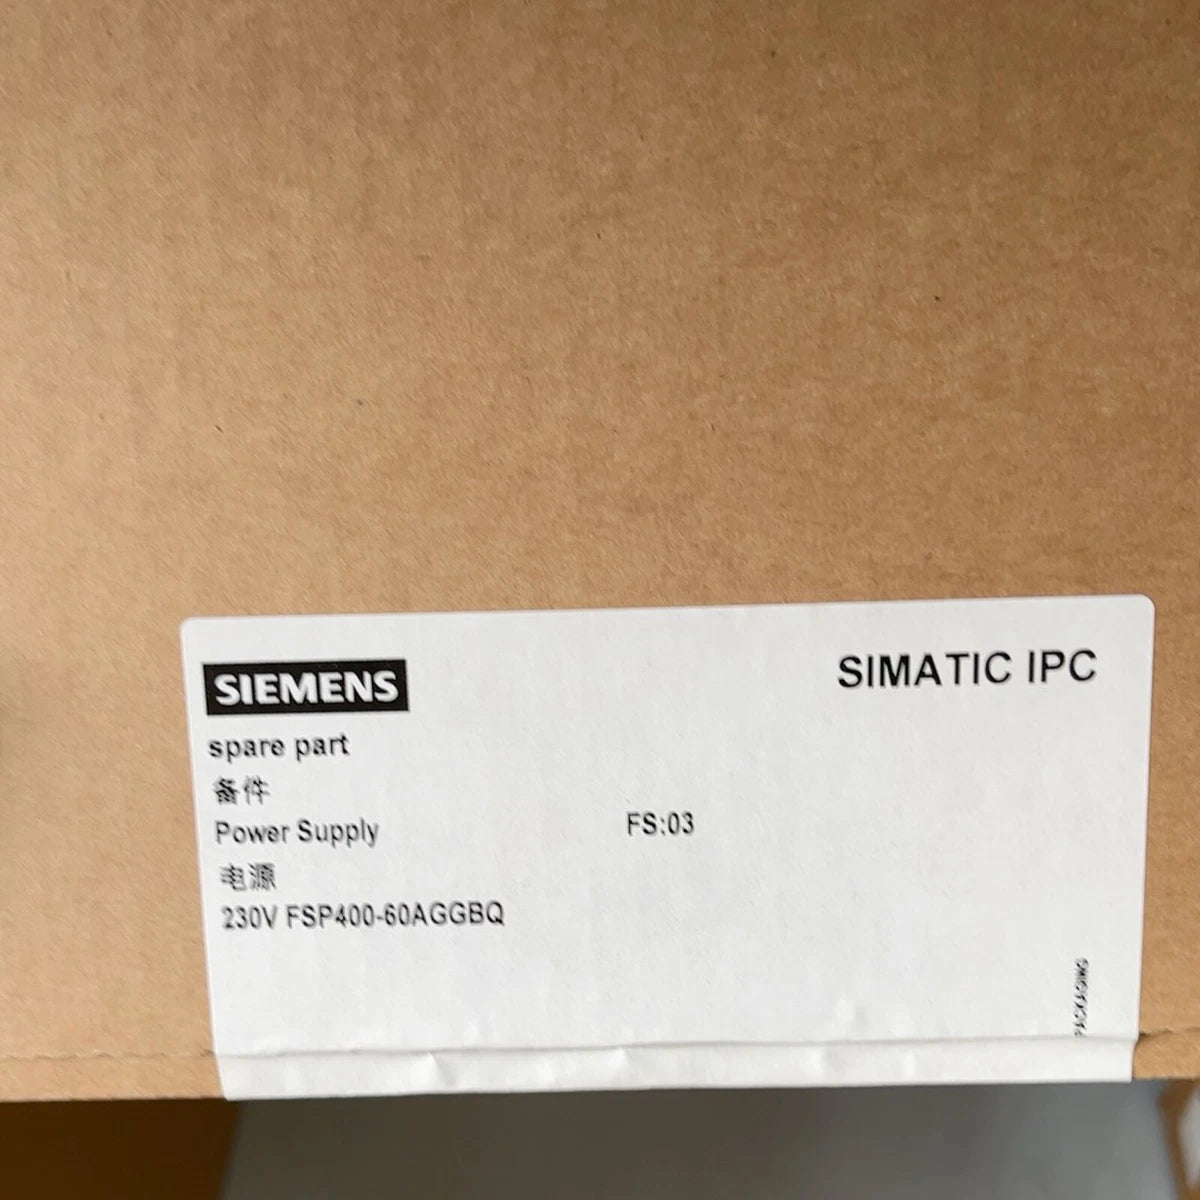 SIEMENS
SIMATIC IPC
spare part
备件
Power Supply
FS:03
电源
230V FSP400-60AGGBQ